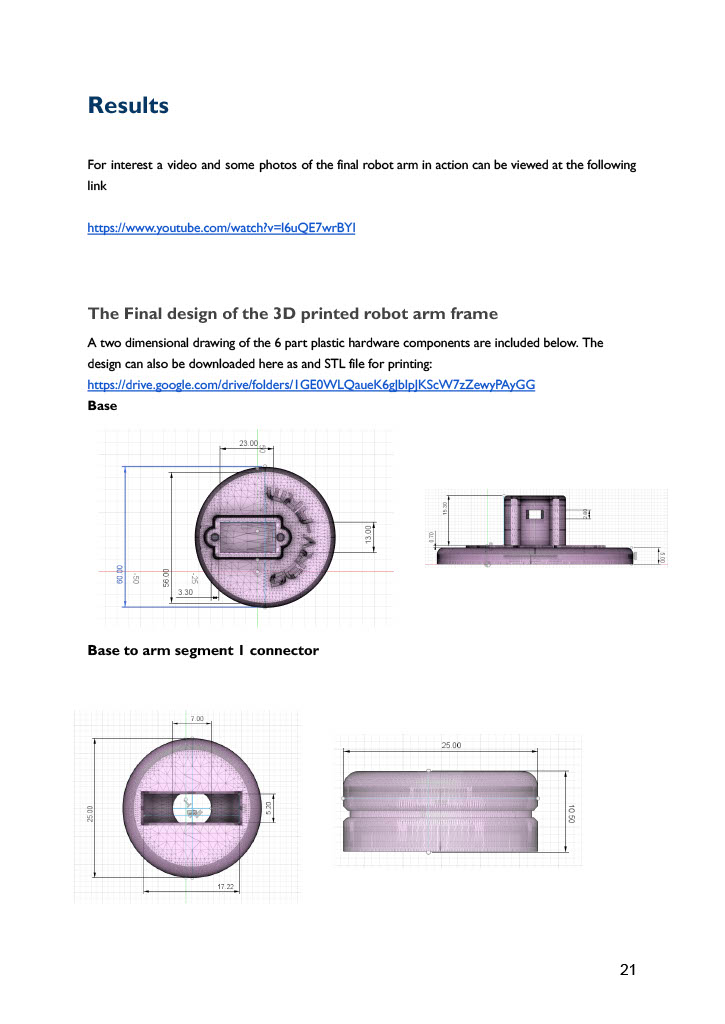 Results
For interest a video and some photos of the final robot arm in action can be viewed at the following
link
https://www.youtube.com/watch?v=l6uQE7wrBYI
The Final design of the 3D printed robot arm frame
A two dimensional drawing of the 6 part plastic hardware components are included below. The
design can also be downloaded here as and STL file for printing:
https://drive.google.com/drive/folders/1GE0WLQaueK6gJbIpJKScW7zZewyPAyGG
Base
23.00
50
60.00
50
56.00
25
3.30
13.00
15.30
0.70
5.00
Base to arm segment 1 connector
7.00
25.00
5.20
17.22
25.00
10.50
21